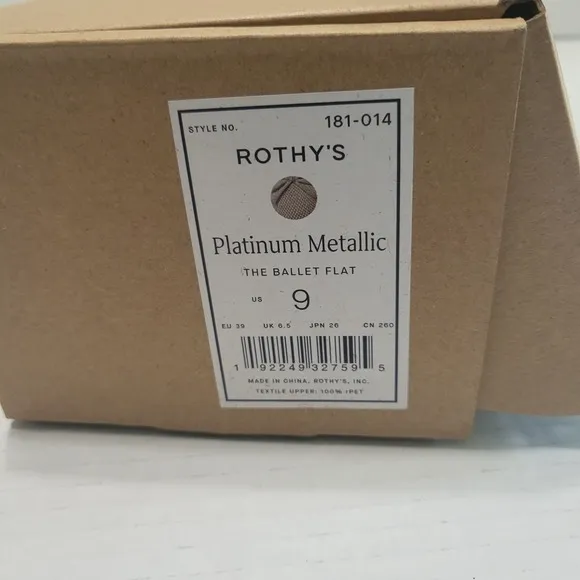 STYLE NO. 181-014
ROTHY'S
Platinum Metallic
THE BALLET FLAT
US 9
EU 39 UK 6.5 JPN 26 CN 260
1 92249 32759 5
MADE IN CHINA, ROTHY'S, INC.
TEXTILE UPPER: 100% rPET